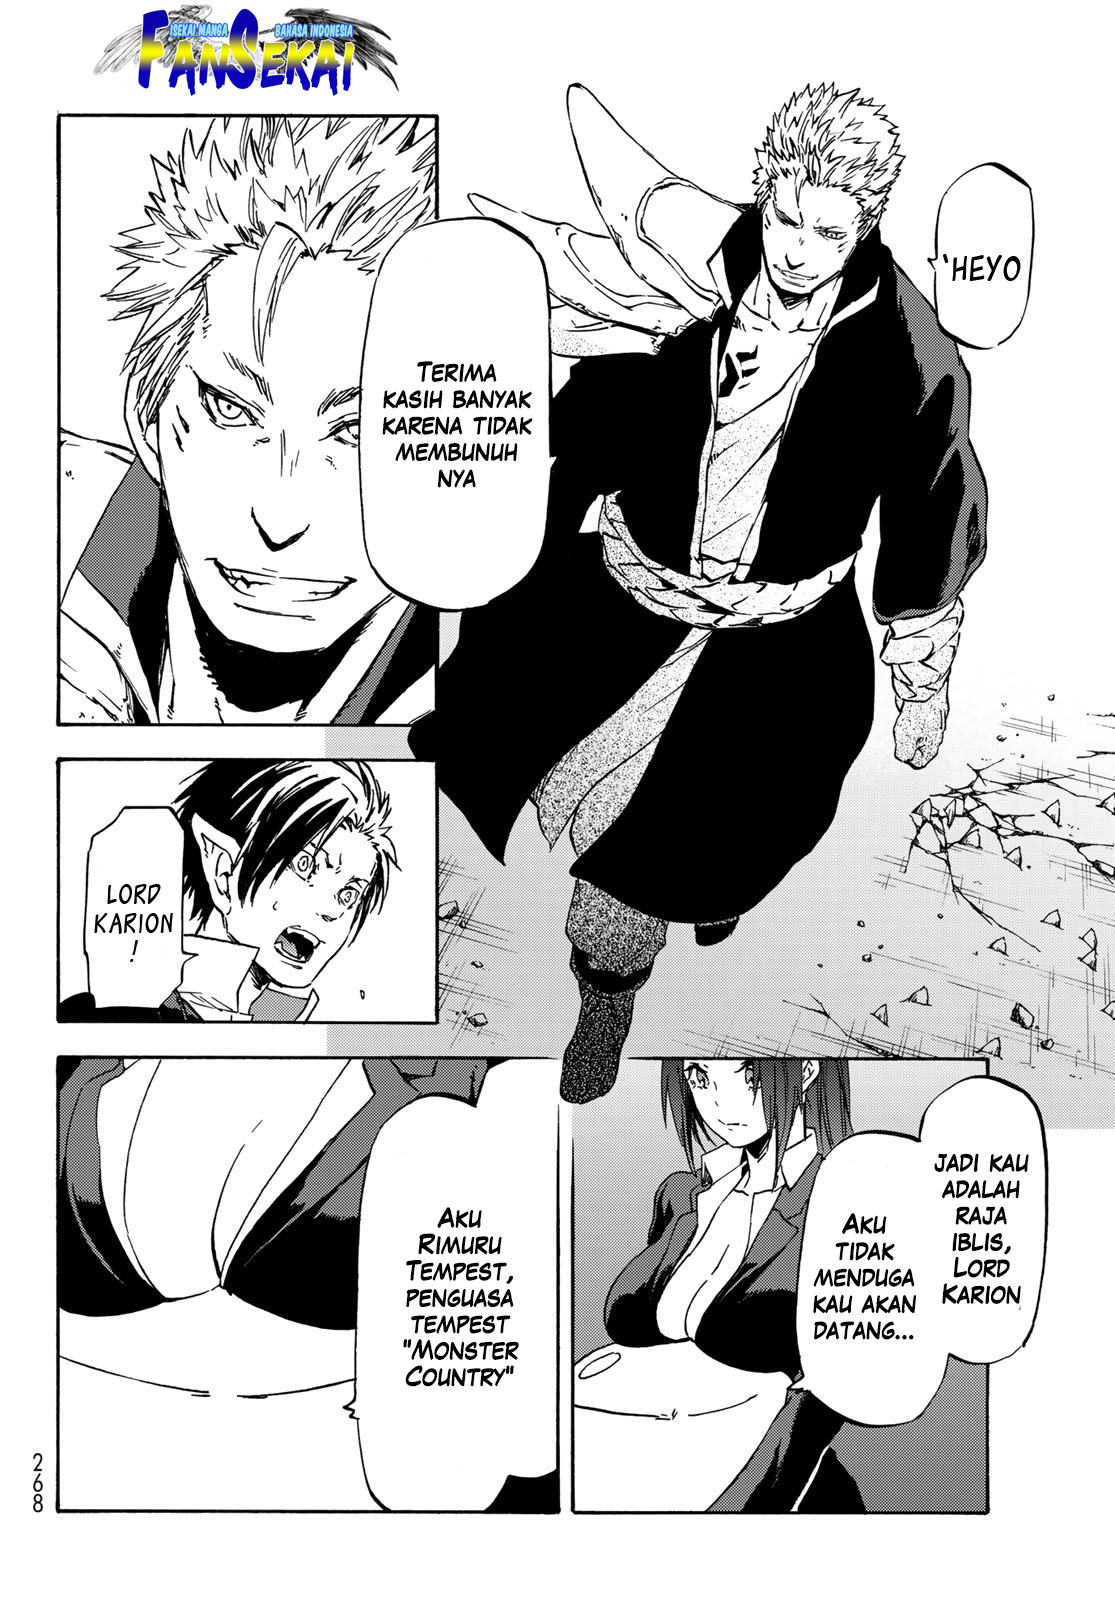 ISEKAI MANGA BAHASA INDONESIA
FANSEKAI
'HEYO
TERIMA
KASIH BANYAK
KARENA TIDAK
MEMBUNUH
NYA
LORD
KARION
!
JADI KAU
ADALAH
RAJA
IBLIS,
LORD
KARION
AKU
TIDAK
MENDUGA
KAU AKAN
DATANG...
AKU
RIMURU
TEMPEST,
PENGUASA
TEMPEST
"MONSTER
COUNTRY"
268